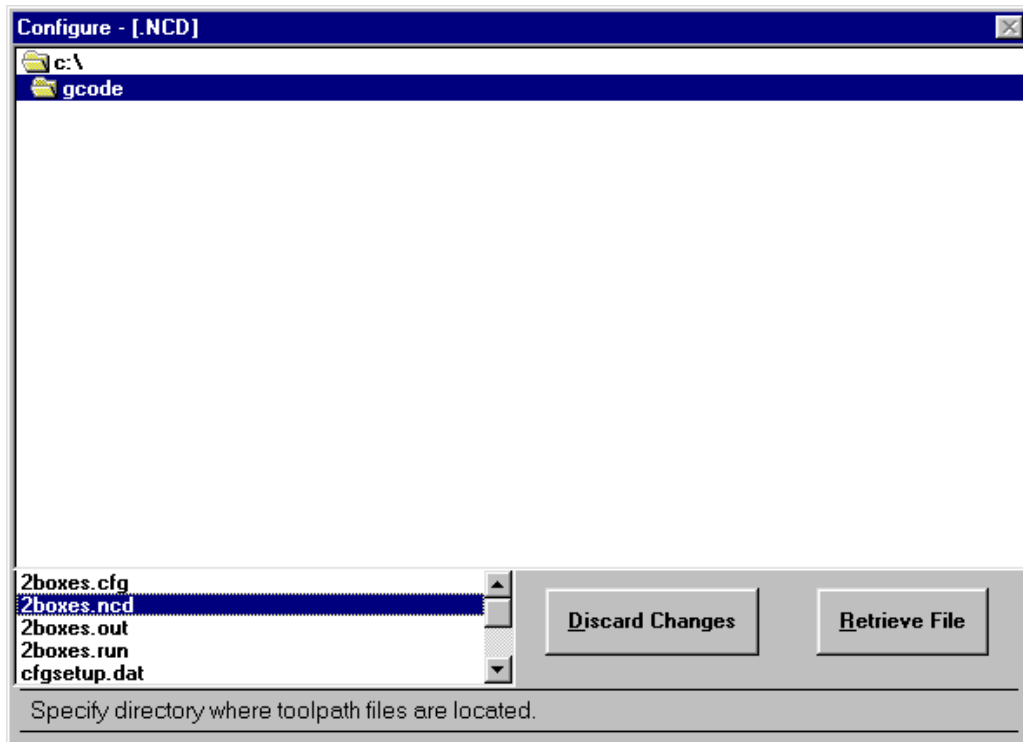 Configure - [.NCD]
c:\
gcode
2boxes.cfg
2boxes.ncd
2boxes.out
2boxes.run
cfgsetup.dat
Discard Changes
Retrieve File
Specify directory where toolpath files are located.